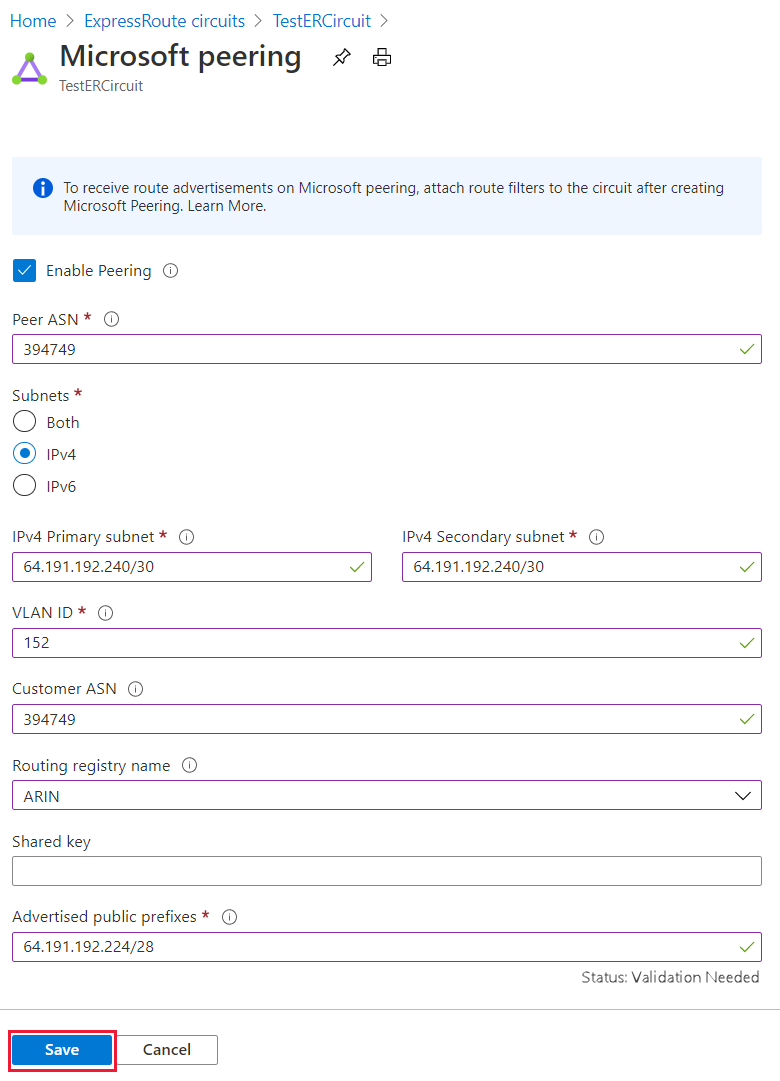 Home > ExpressRoute circuits > TestERCircuit >
Microsoft peering
TestERCircuit
To receive route advertisements on Microsoft peering, attach route filters to the circuit after creating
Microsoft Peering. Learn More.
Enable Peering
Peer ASN *
394749
Subnets *
Both
IPv4
IPv6
IPv4 Primary subnet *
IPv4 Secondary subnet *
64.191.192.240/30
64.191.192.240/30
VLAN ID *
152
Customer ASN
394749
Routing registry name
ARIN
Shared key
Advertised public prefixes *
64.191.192.224/28
Status: Validation Needed
Save
Cancel